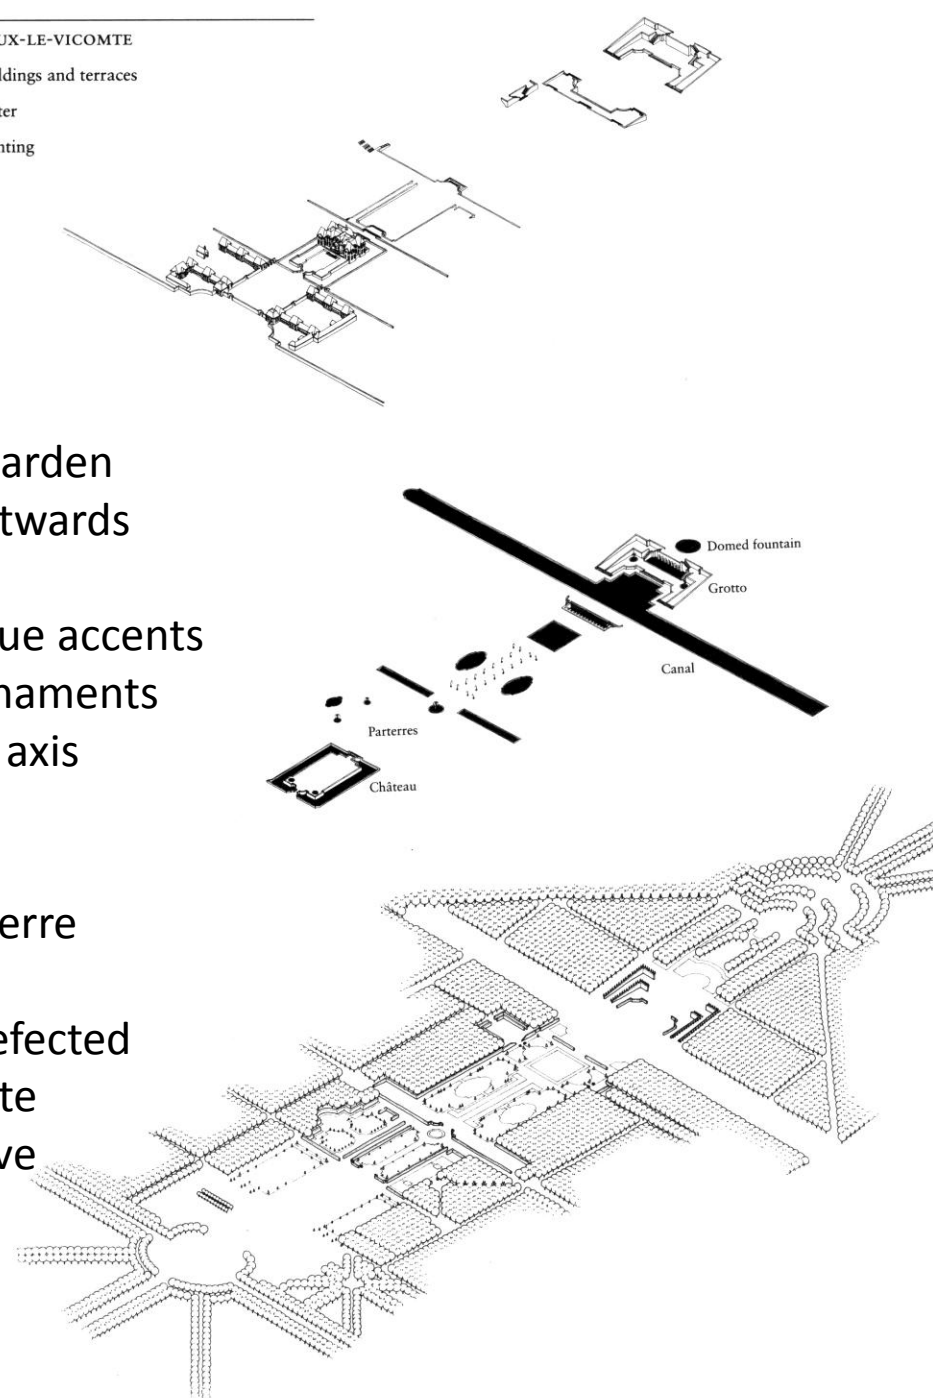 UX-LE-VICOMTE
ldings and terraces
ter
nting
arden
twards
ue accents
naments
axis
erre
efected
te
ve
Domed fountain
Grotto
Canal
Parterres
Château